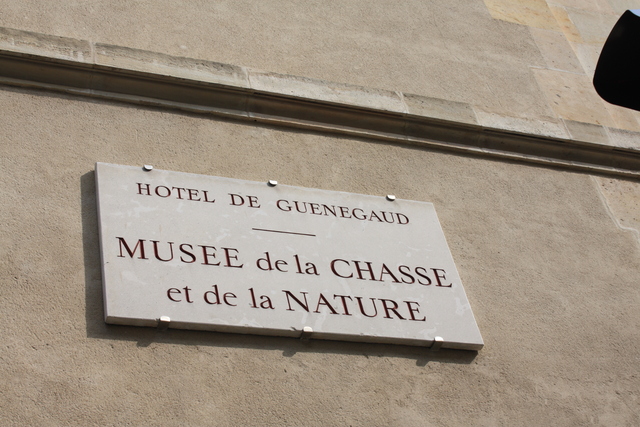 HOTEL DE GUENEGAUD
MUSEE de la CHASSE
et de la NATURE